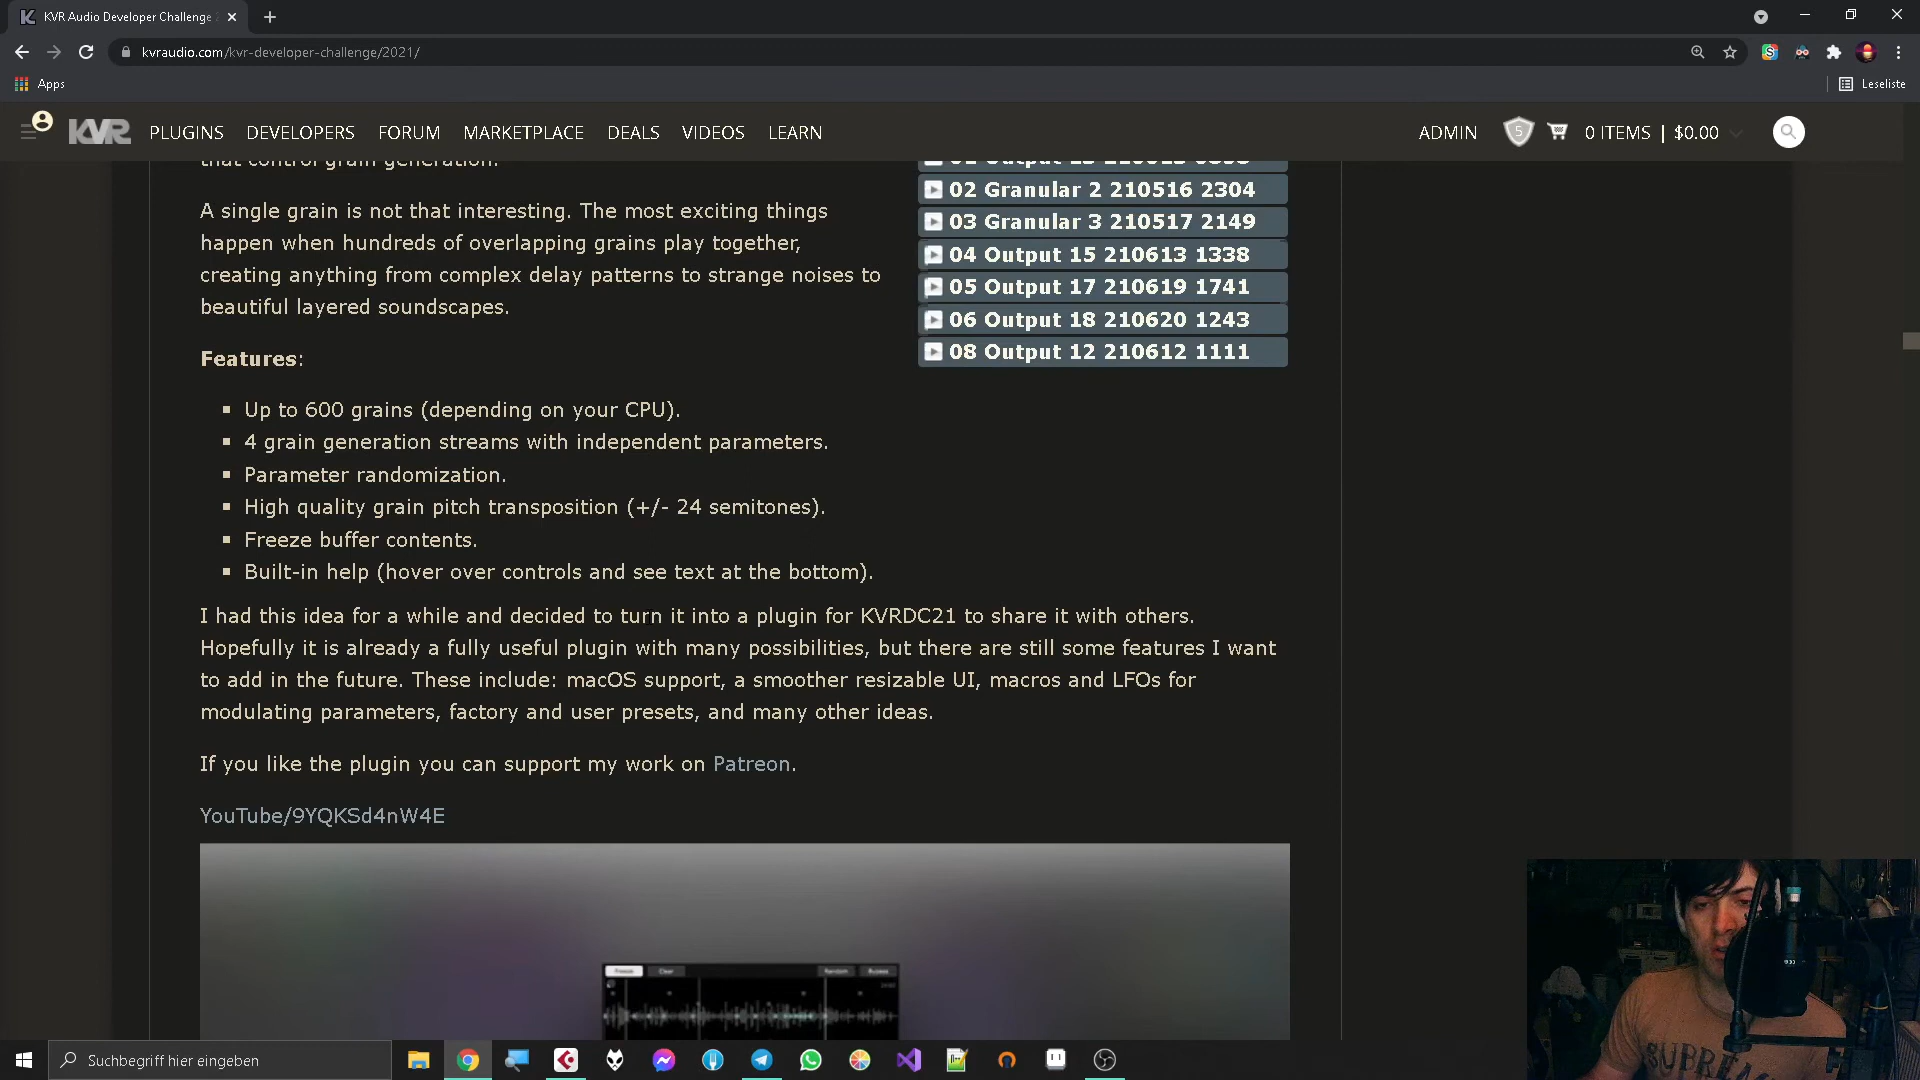 KVR Audio Developer Challenge
kvraudio.com/kvr-developer-challenge/2021/
Apps
Leseliste
KVR
PLUGINS
DEVELOPERS
FORUM
MARKETPLACE
DEALS
VIDEOS
LEARN
ADMIN
5
0 ITEMS | $0.00
that control grain generation.
A single grain is not that interesting. The most exciting things
happen when hundreds of overlapping grains play together,
creating anything from complex delay patterns to strange noises to
beautiful layered soundscapes.
02 Granular 2 210516 2304
03 Granular 3 210517 2149
04 Output 15 210613 1338
05 Output 17 210619 1741
06 Output 18 210620 1243
08 Output 12 210612 1111
Features:
Up to 600 grains (depending on your CPU).
4 grain generation streams with independent parameters.
Parameter randomization.
High quality grain pitch transposition (+/- 24 semitones).
Freeze buffer contents.
Built-in help (hover over controls and see text at the bottom).
I had this idea for a while and decided to turn it into a plugin for KVRDC21 to share it with others.
Hopefully it is already a fully useful plugin with many possibilities, but there are still some features I want
to add in the future. These include: macOS support, a smoother resizable UI, macros and LFOs for
modulating parameters, factory and user presets, and many other ideas.
If you like the plugin you can support my work on Patreon.
YouTube/9YQKSd4nW4E
Freeze
Clear
Random
Bypass
Suchbegriff hier eingeben